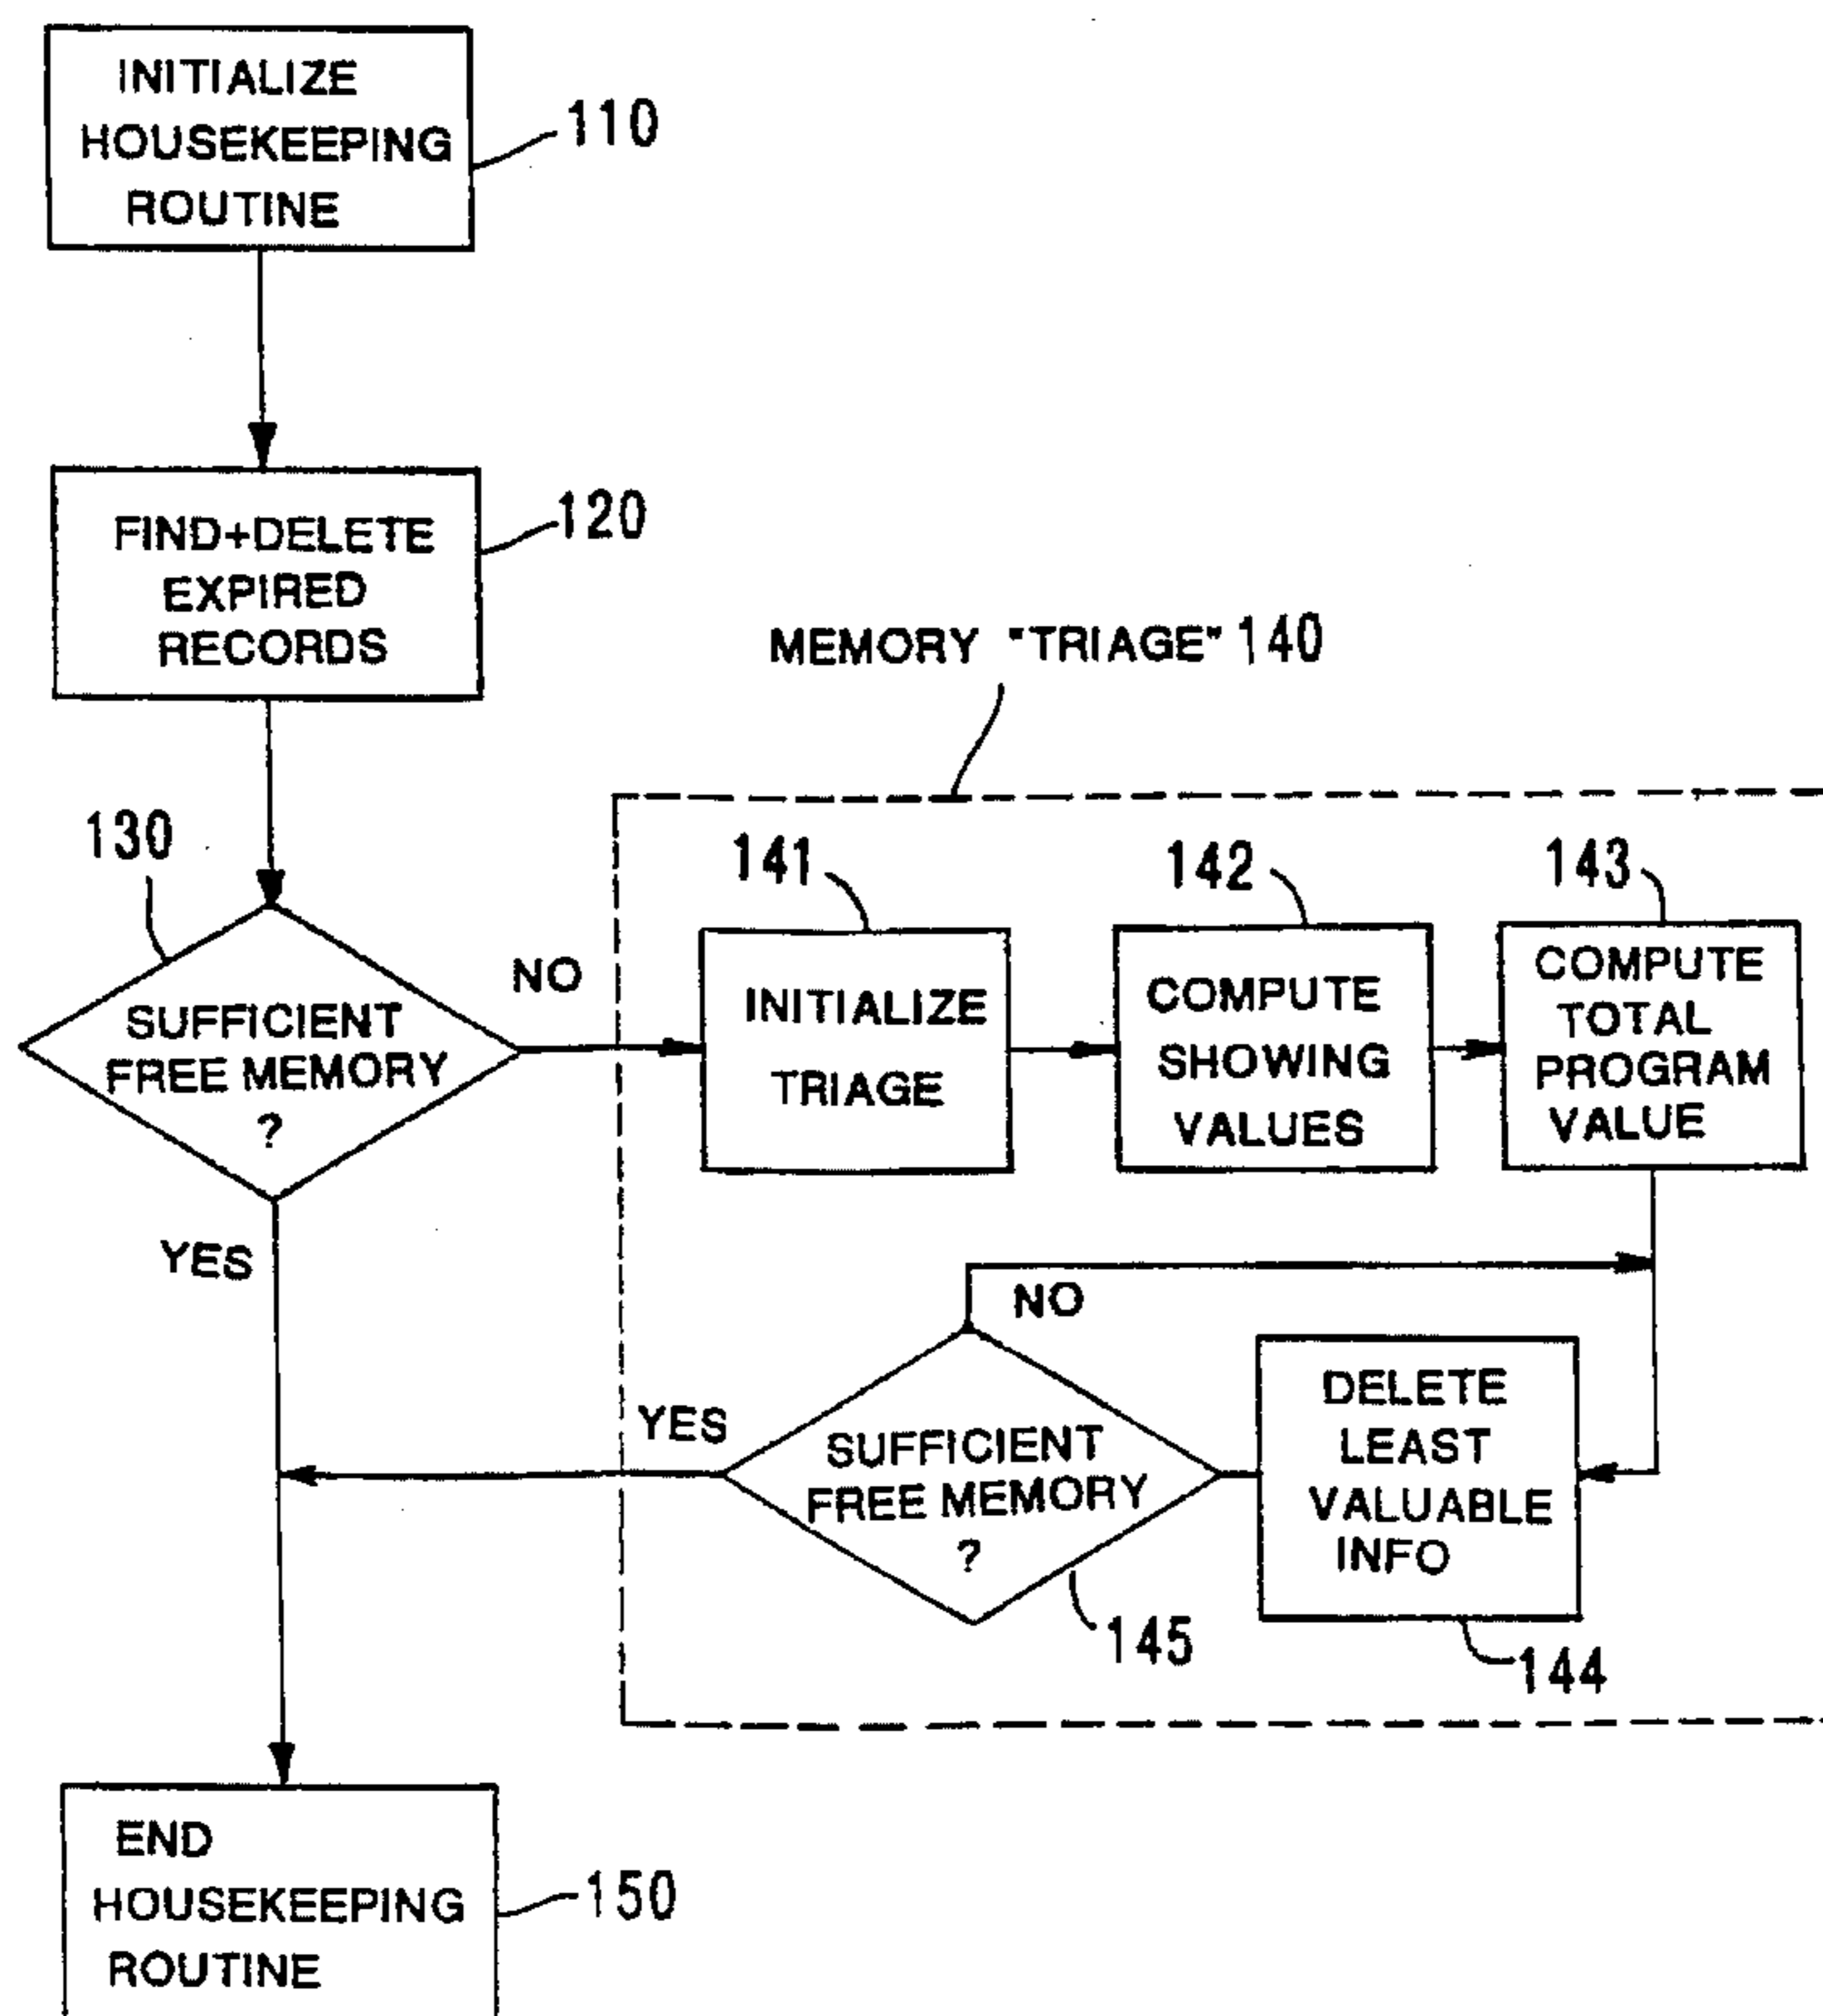 INITIALIZE
HOUSEKEEPING
ROUTINE
110
FIND+DELETE
EXPIRED
RECORDS
120
MEMORY "TRIAGE" 140
130
SUFFICIENT
FREE MEMORY
?
NO
YES
141
INITIALIZE
TRIAGE
142
COMPUTE
SHOWING
VALUES
143
COMPUTE
TOTAL
PROGRAM
VALUE
NO
YES
SUFFICIENT
FREE MEMORY
?
145
DELETE
LEAST
VALUABLE
INFO
144
END
HOUSEKEEPING
ROUTINE
150